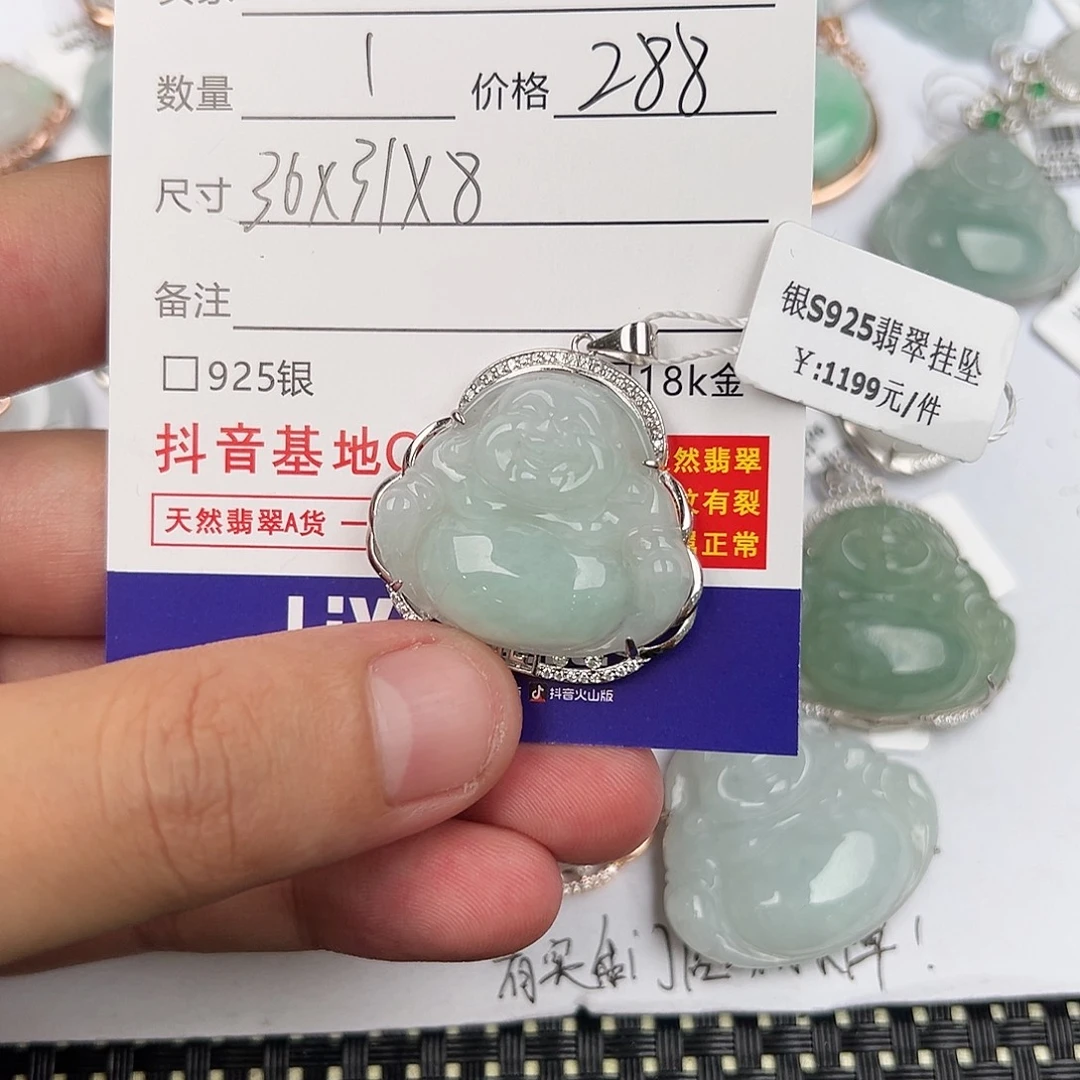 数量 1 价格 288
尺寸 36X31X8
备注
银S925翡翠挂坠
¥:1199元/件
□925银 18k金
抖音基地
然翡翠
有裂
天然翡翠A货 一
正常
LiV
抖音火山版